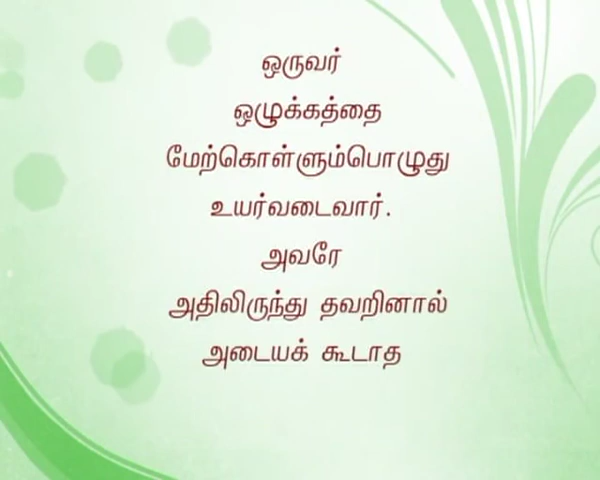 ஒருவர்
ஒழுக்கத்தை
மேற்கொள்ளும்பொழுது
உயர்வடைவார்.
அவரே
அதிலிருந்து தவறினால்
அடையக் கூடாத